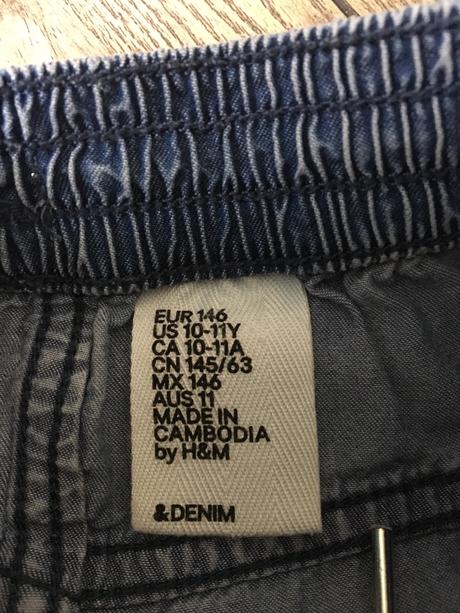 EUR 146
US 10-11Y
CA 10-11A
CN 145/63
MX 146
AUS 11
MADE IN
CAMBODIA
by H&M
&DENIM